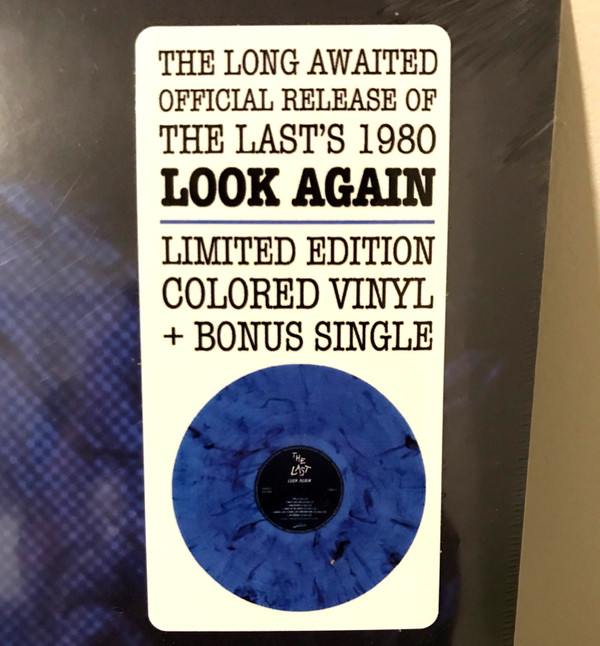 THE LONG AWAITED
OFFICIAL RELEASE OF
THE LAST'S 1980
LOOK AGAIN
LIMITED EDITION
COLORED VINYL
+ BONUS SINGLE
THE
LAST
LOOK AGAIN